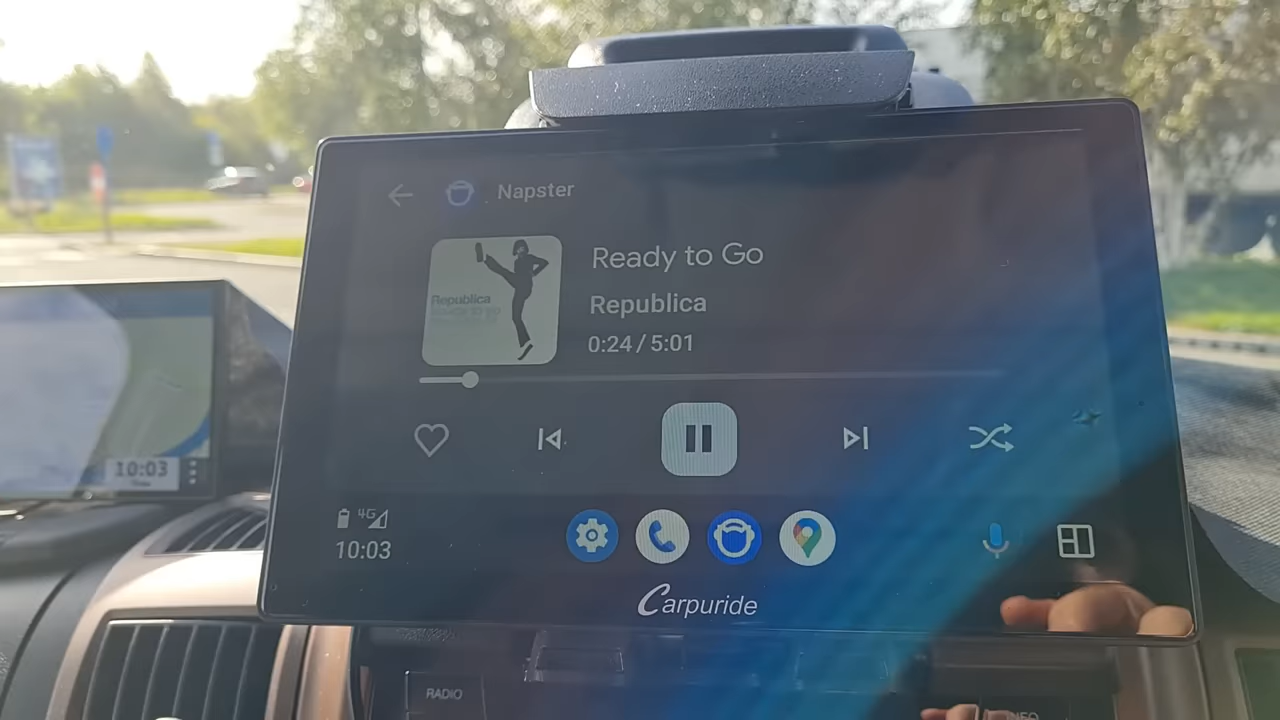 Napster
Ready to Go
Republica
0:24 / 5:01
Republica
4G
10:03
10:03
Carpuride
RADIO